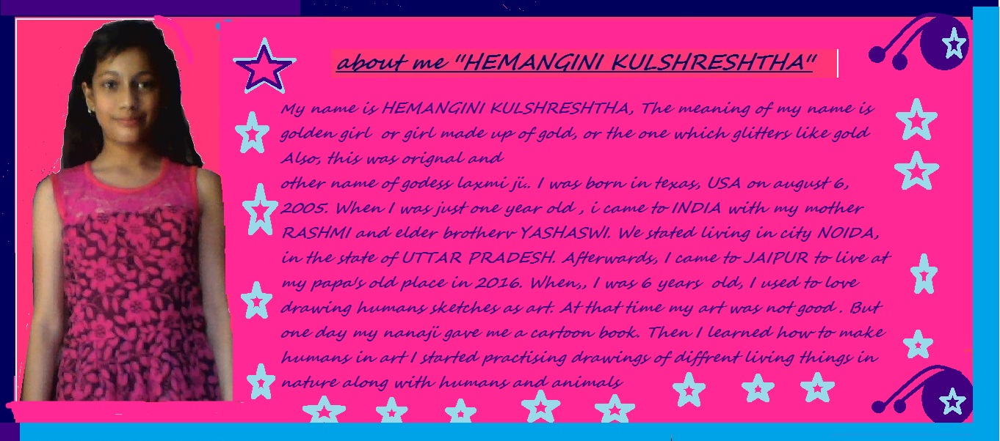 about me "HEMANGINI KULSHRESHTHA"
My name is HEMANGINI KULSHRESHTHA, The meaning of my name is
golden girl or girl made up of gold, or the one which glitters like gold
Also, this was orignal and
other name of godess laxmi ji.. I was born in texas, USA on august 6,
2005. When I was just one year old , i came to INDIA with my mother
RASHMI and elder brotherv YASHASWI. We stated living in city NOIDA,
in the state of UTTAR PRADESH. Afterwards, I came to JAIPUR to live at
my papa's old place in 2016. When,, I was 6 years old, I used to love
drawing humans sketches as art. At that time my art was not good . But
one day my nanaji gave me a cartoon book. Then I learned how to make
humans in art I started practising drawings of diffrent living things in
nature along with humans and animals